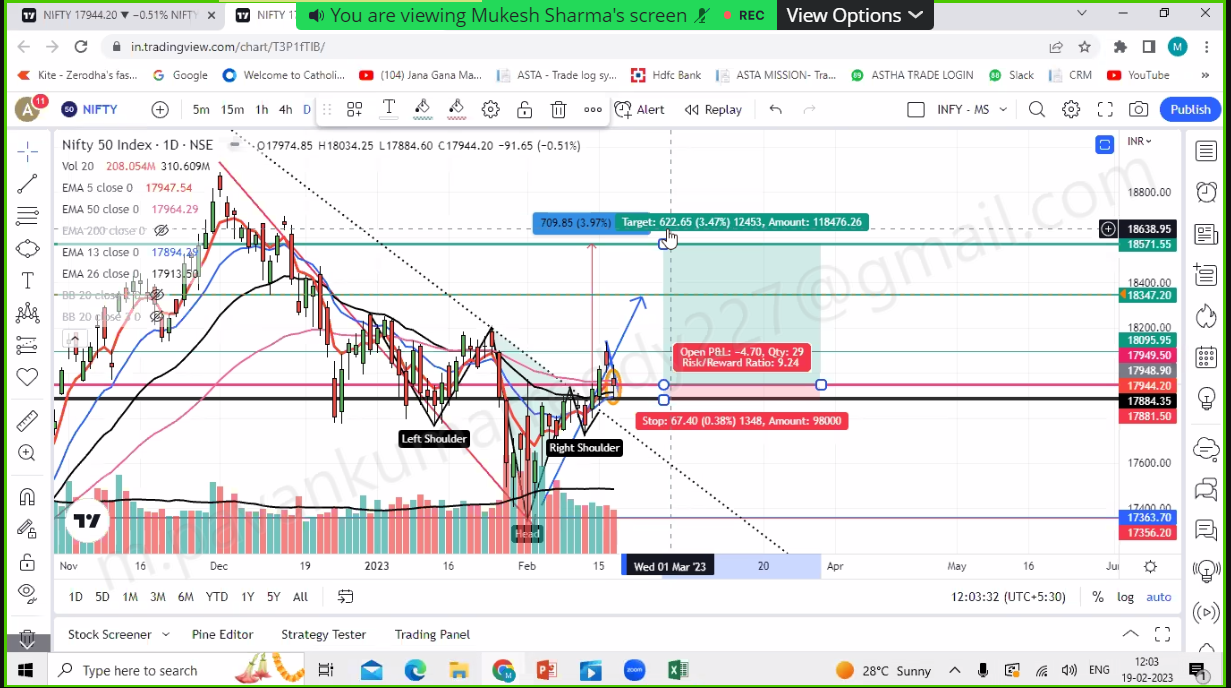 NIFTY 17944.20 ▼ −0.51% NIFTY
NIFTY 17
You are viewing Mukesh Sharma's screen
REC
View Options
in.tradingview.com/chart/T3P1fTIB/
M
Kite - Zerodha's fas...
Google
Welcome to Catholi...
(104) Jana Gana Ma...
ASTA - Trade log sy...
Hdfc Bank
ASTA MISSION- Tra...
ASTHA TRADE LOGIN
Slack
CRM
YouTube
»
A 11
50 NIFTY
5m 15m 1h 4h D
Alert
Replay
INFY - MS
Publish
Nifty 50 Index · 1D · NSE
O17974.85 H18034.25 L17884.60 C17944.20 −91.65 (−0.51%)
INR
Vol 20 208.054M 310.609M
EMA 5 close 0 17947.54
EMA 50 close 0 17964.29
EMA 200 close 0
EMA 13 close 0 17894.29
EMA 26 close 0 17913.50
709.85 (3.97%)
Target: 622.65 (3.47%) 12453, Amount: 118476.26
Open P&L: −4.70, Qty: 29
Risk/Reward Ratio: 9.24
Stop: 67.40 (0.38%) 1348, Amount: 98000
Left Shoulder
Right Shoulder
Head
18800.00
18638.95
18571.55
18400.00
18347.20
18200.00
18095.95
17949.50
17948.90
17944.20
17884.35
17881.50
17600.00
17400.00
17363.70
17356.20
Nov 16 Dec 19 2023 16 Feb 15 Wed 01 Mar '23 20 Apr May 16 Jun
1D 5D 1M 3M 6M YTD 1Y 5Y All
12:03:32 (UTC+5:30) % log auto
Stock Screener Pine Editor Strategy Tester Trading Panel
Type here to search
zoom
28°C Sunny
ENG
12:03
19-02-2023
1